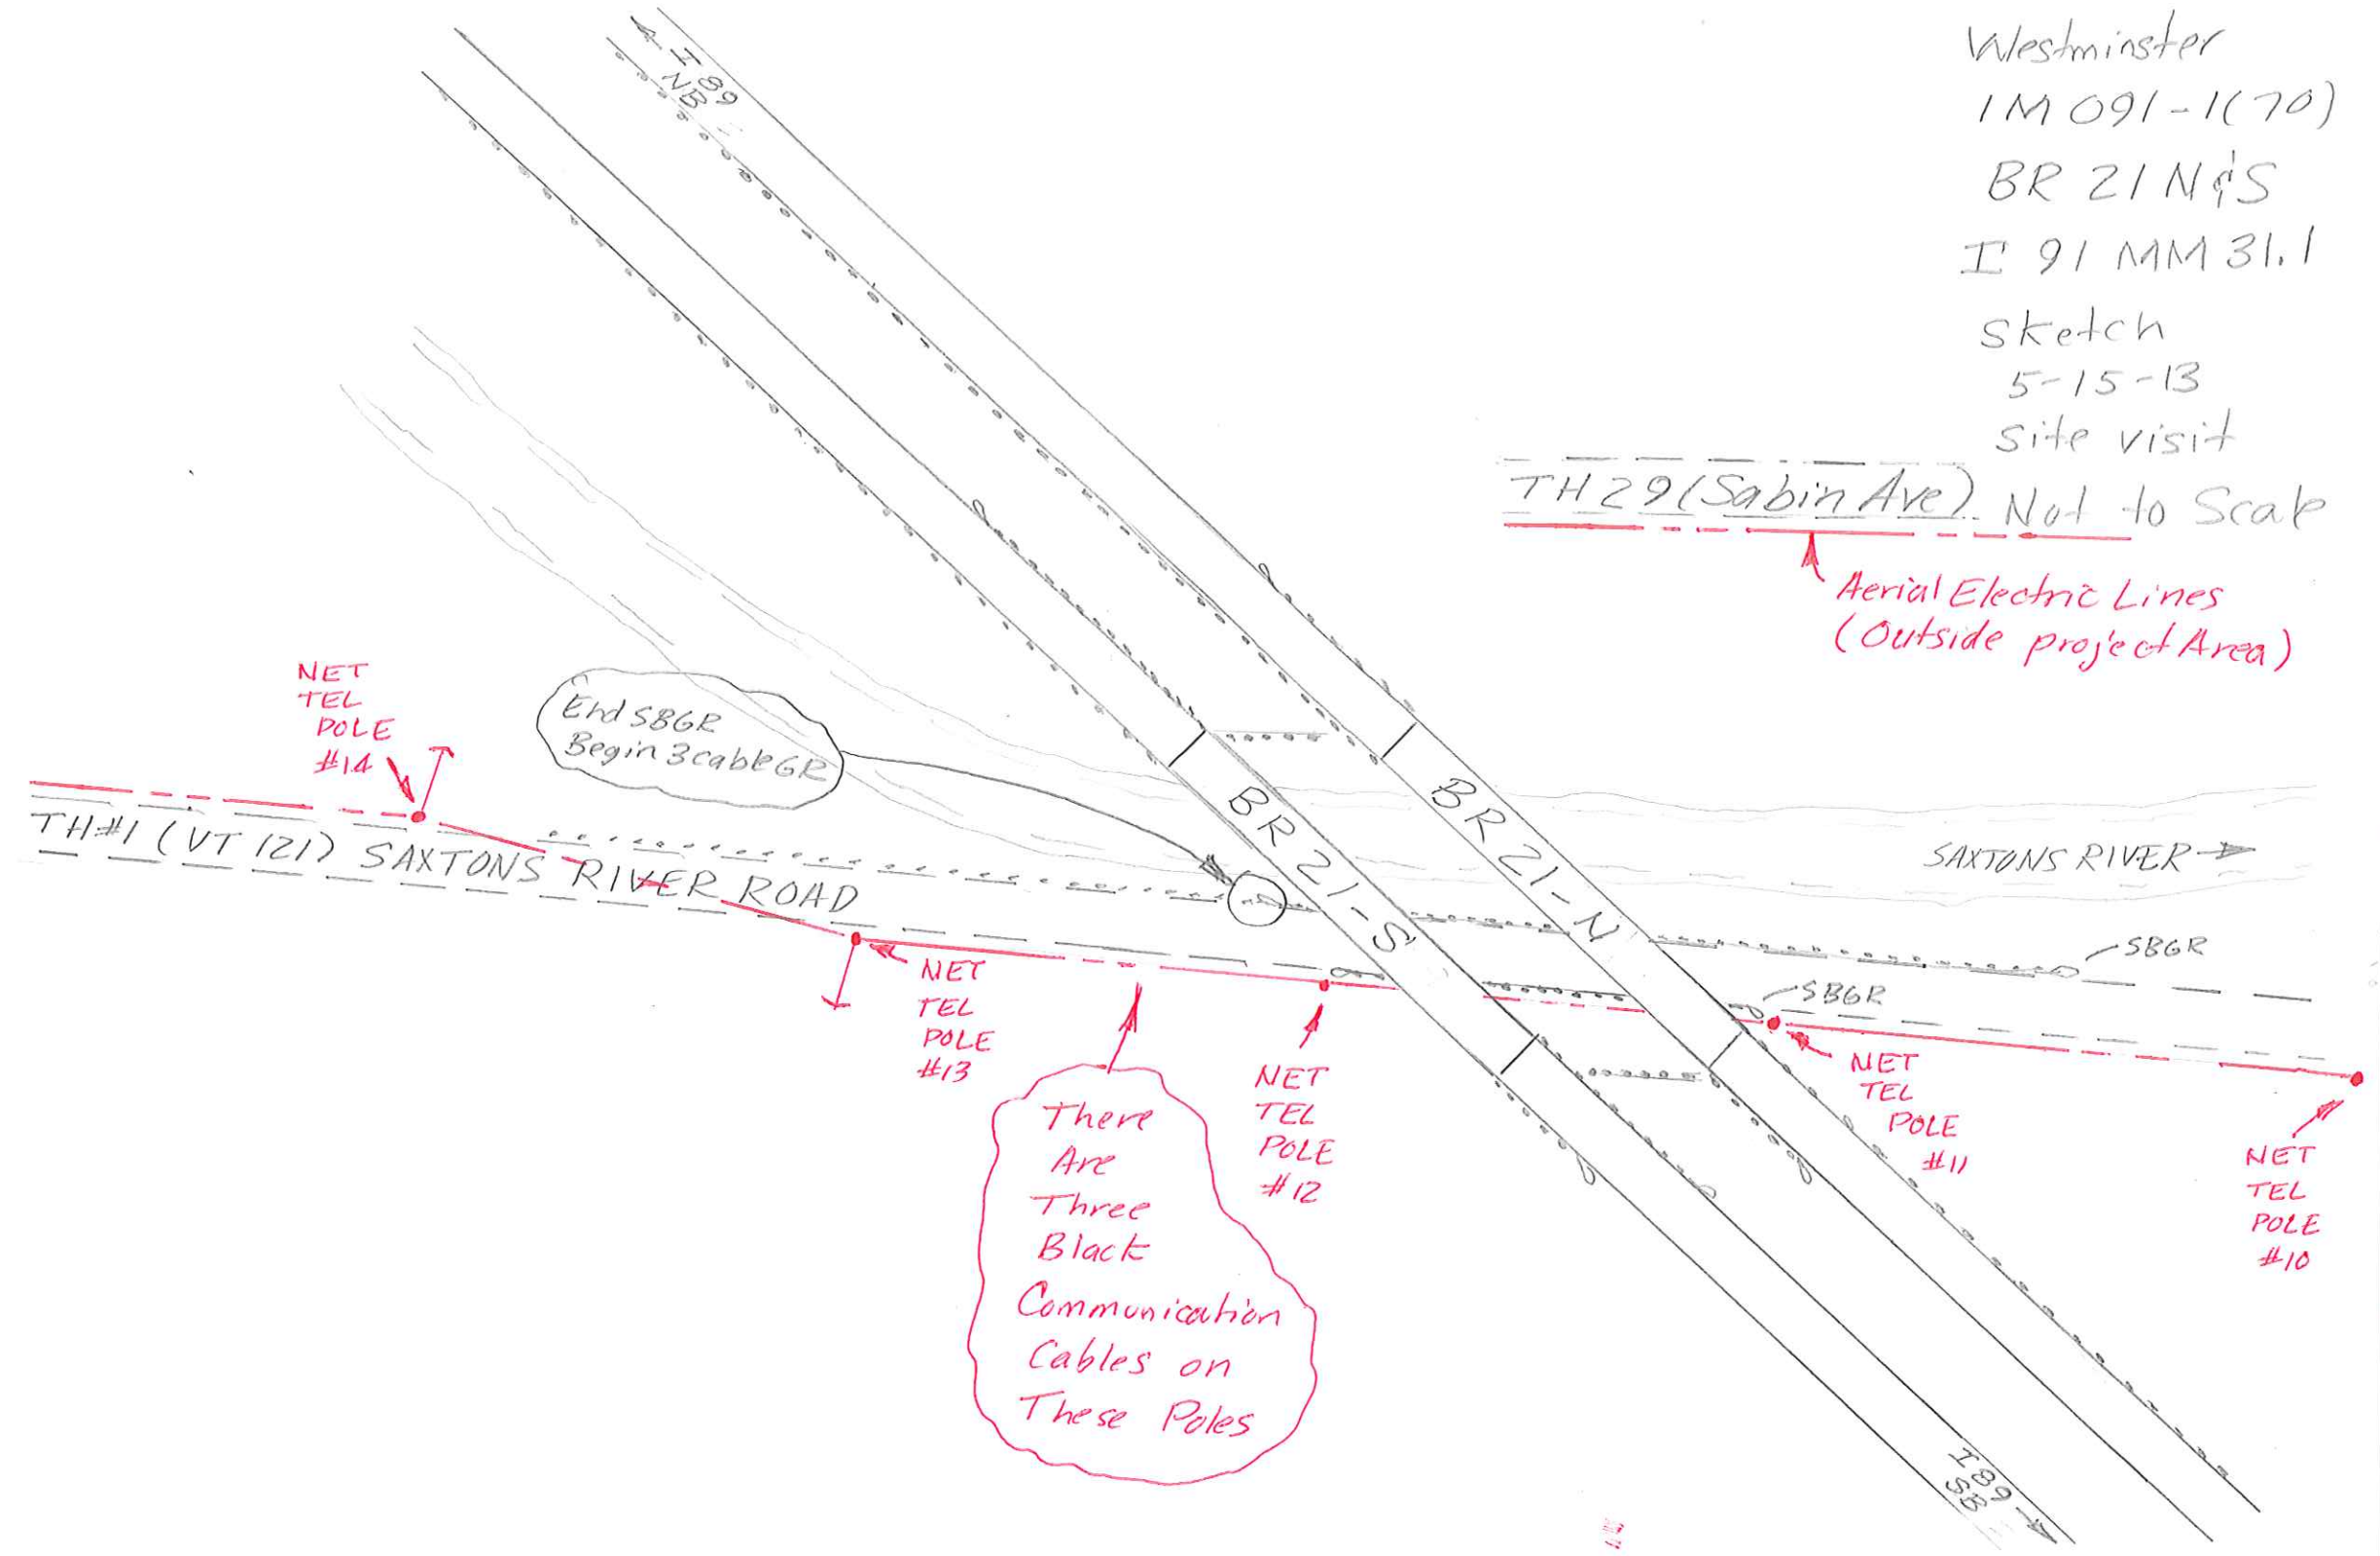 Westminster
IM 091-1(70)
BR 21 N&S
I 91 MM 31.1
Sketch
5-15-13
site visit
Not to Scale
I 89
NB
TH 29 (Sabin Ave)
Aerial Electric Lines
(Outside project Area)
NET
TEL
POLE
#14
End SBGR
Begin 3 cable GR
TH#1 (VT 121) SAXTONS RIVER ROAD
BR 21-S
BR 21-N
SAXTONS RIVER
SBGR
SBGR
NET
TEL
POLE
#13
NET
TEL
POLE
#12
NET
TEL
POLE
#11
NET
TEL
POLE
#10
There
Are
Three
Black
Communication
Cables on
These Poles
I 89
SB